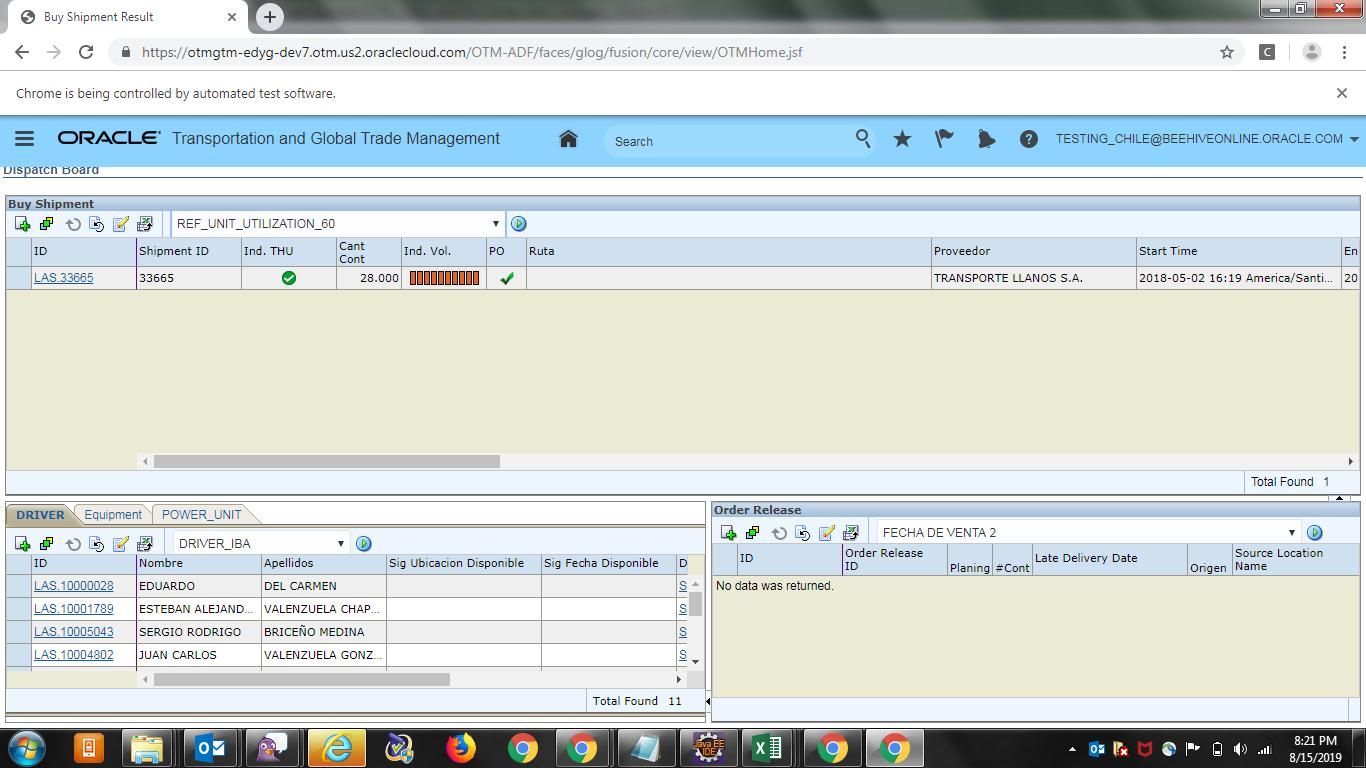 Buy Shipment Result
https://otmgtm-edyg-dev7.otm.us2.oraclecloud.com/OTM-ADF/faces/glog/fusion/core/view/OTMHome.jsf
C
Chrome is being controlled by automated test software.
ORACLE Transportation and Global Trade Management
Search
TESTING_CHILE@BEEHIVEONLINE.ORACLE.COM
Dispatch Board
Buy Shipment
REF_UNIT_UTILIZATION_60
ID Shipment ID Ind. THU Cant Cont Ind. Vol. PO Ruta Proveedor Start Time En
LAS.33665 33665 28.000 TRANSPORTE LLANOS S.A. 2018-05-02 16:19 America/Santi... 20
Total Found 1
DRIVER Equipment POWER_UNIT
DRIVER_IBA
ID Nombre Apellidos Sig Ubicacion Disponible Sig Fecha Disponible D
LAS.10000028 EDUARDO DEL CARMEN S
LAS.10001789 ESTEBAN ALEJAND... VALENZUELA CHAP... S
LAS.10005043 SERGIO RODRIGO BRICEÑO MEDINA S
LAS.10004802 JUAN CARLOS VALENZUELA GONZ... S
Total Found 11
Order Release
FECHA DE VENTA 2
ID Order Release ID Planing #Cont Late Delivery Date Origen Source Location Name
No data was returned.
Java EE IDE
8:21 PM
8/15/2019